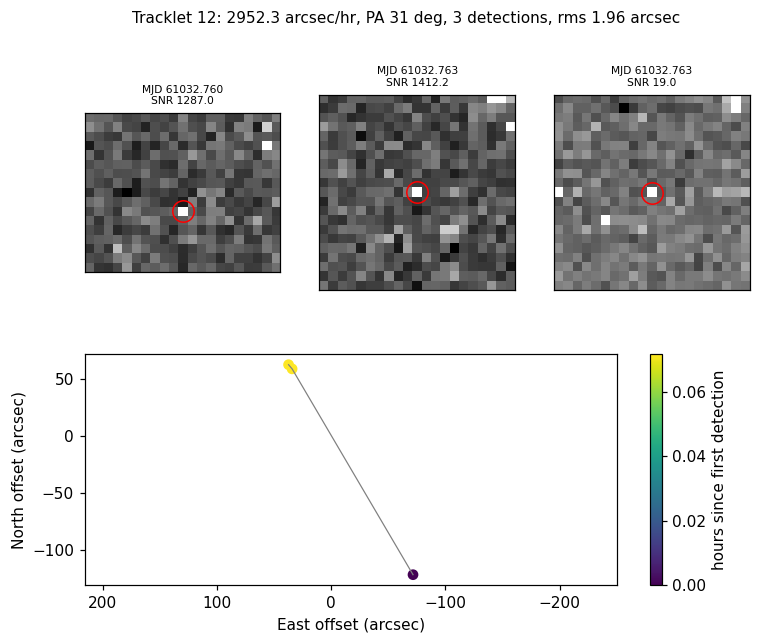 Tracklet 12: 2952.3 arcsec/hr, PA 31 deg, 3 detections, rms 1.96 arcsec
MJD 61032.760
SNR 1287.0
MJD 61032.763
SNR 1412.2
MJD 61032.763
SNR 19.0
50
0
−50
−100
North offset (arcsec)
200
100
0
−100
−200
East offset (arcsec)
0.06
0.04
0.02
0.00
hours since first detection